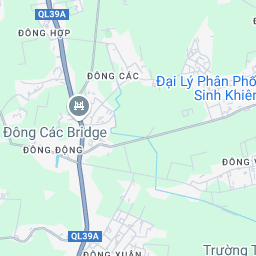 QL39A
ĐÔNG HỢP
ĐÔNG CÁC
Đại Lý Phân Phố
Sinh Khiê
Đông Các Bridge
ĐÔNG ĐỘNG
ĐÔNG
QL39A
ĐÔNG XUÂN
Trường T